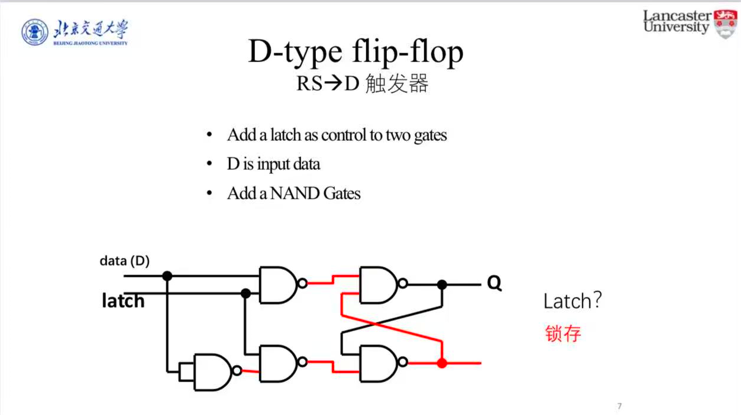 北京交通大学
BEIJING JIAOTONG UNIVERSITY
Lancaster
University
D-type flip-flop
RS→D 触发器
• Add a latch as control to two gates
• D is input data
• Add a NAND Gates
data (D)
latch
Q
Latch?
锁存
7